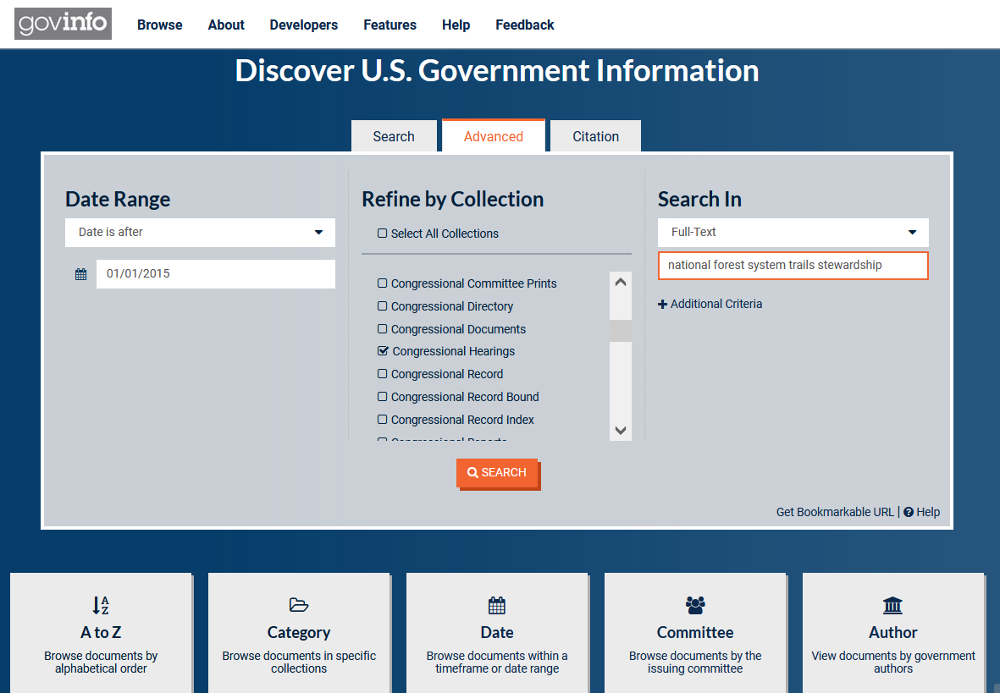 govinfo Browse About Developers Features Help Feedback
Discover U.S. Government Information
Search Advanced Citation
Date Range
Date is after
01/01/2015
Refine by Collection
Select All Collections
Congressional Committee Prints
Congressional Directory
Congressional Documents
Congressional Hearings
Congressional Record
Congressional Record Bound
Congressional Record Index
Congressional Reports
Search In
Full-Text
national forest system trails stewardship
Additional Criteria
SEARCH
Get Bookmarkable URL | Help
A to Z
Browse documents by
alphabetical order
Category
Browse documents in specific
collections
Date
Browse documents within a
timeframe or date range
Committee
Browse documents by the
issuing committee
Author
View documents by government
authors